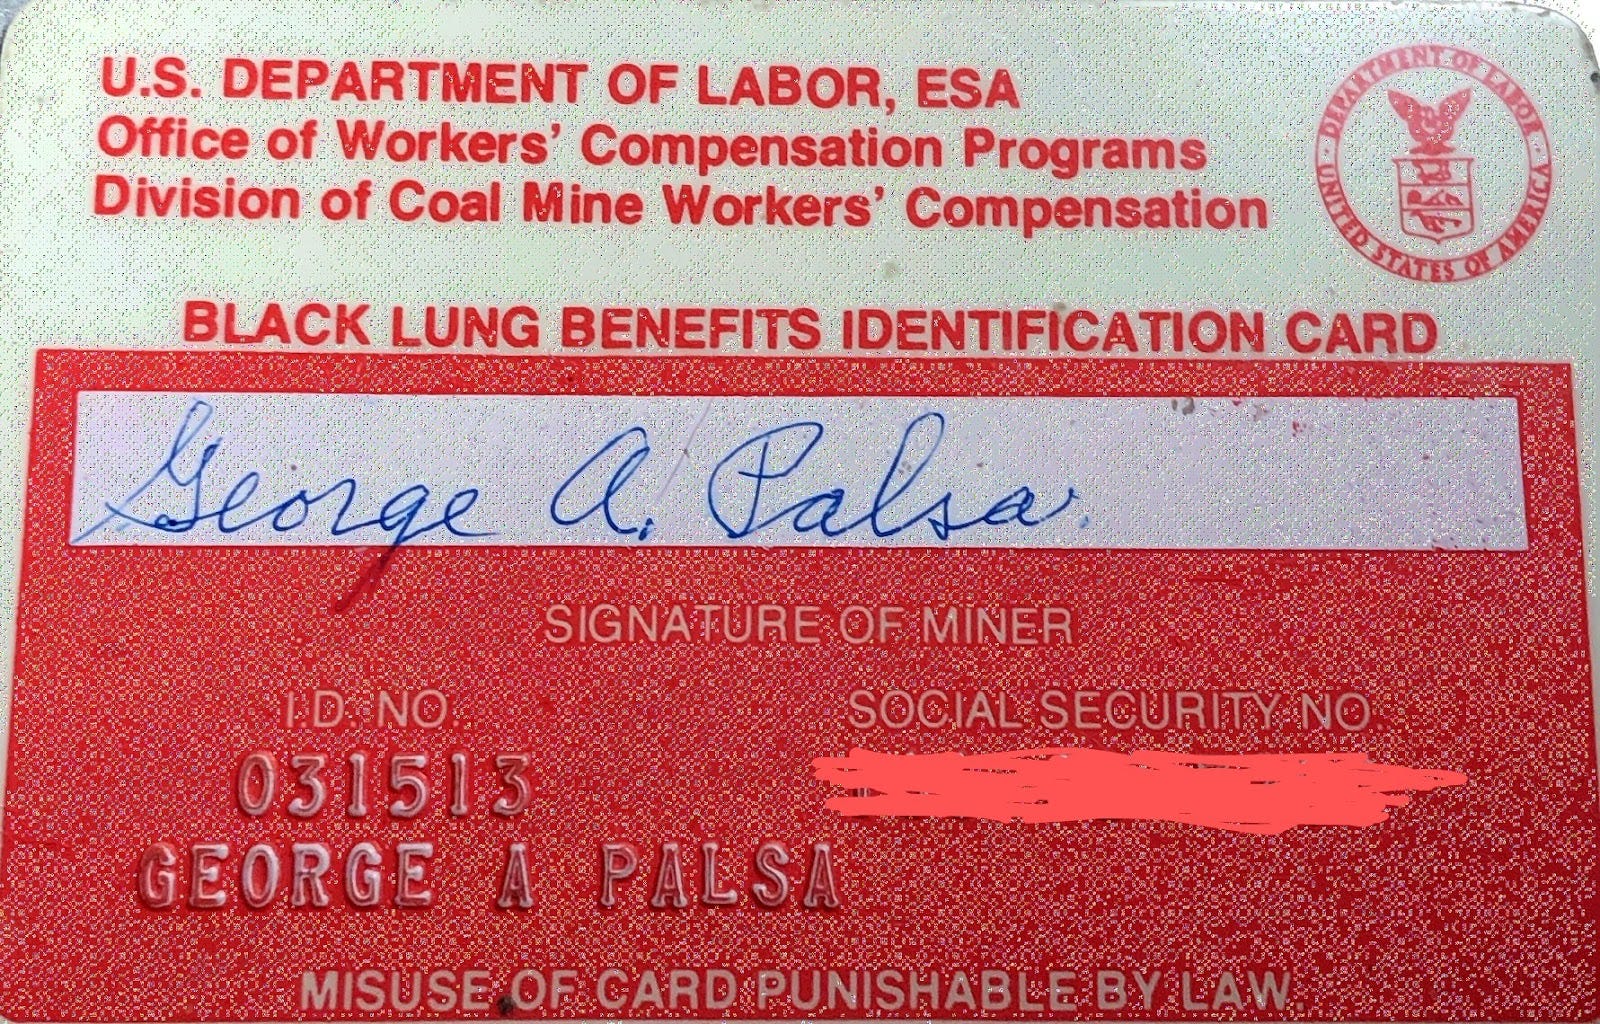 U.S. DEPARTMENT OF LABOR, ESA
Office of Workers' Compensation Programs
Division of Coal Mine Workers' Compensation
DEPARTMENT OF LABOR
UNITED STATES OF AMERICA
BLACK LUNG BENEFITS IDENTIFICATION CARD
George A. Palsa.
SIGNATURE OF MINER
I.D. NO. SOCIAL SECURITY NO.
031513
GEORGE A PALSA
MISUSE OF CARD PUNISHABLE BY LAW